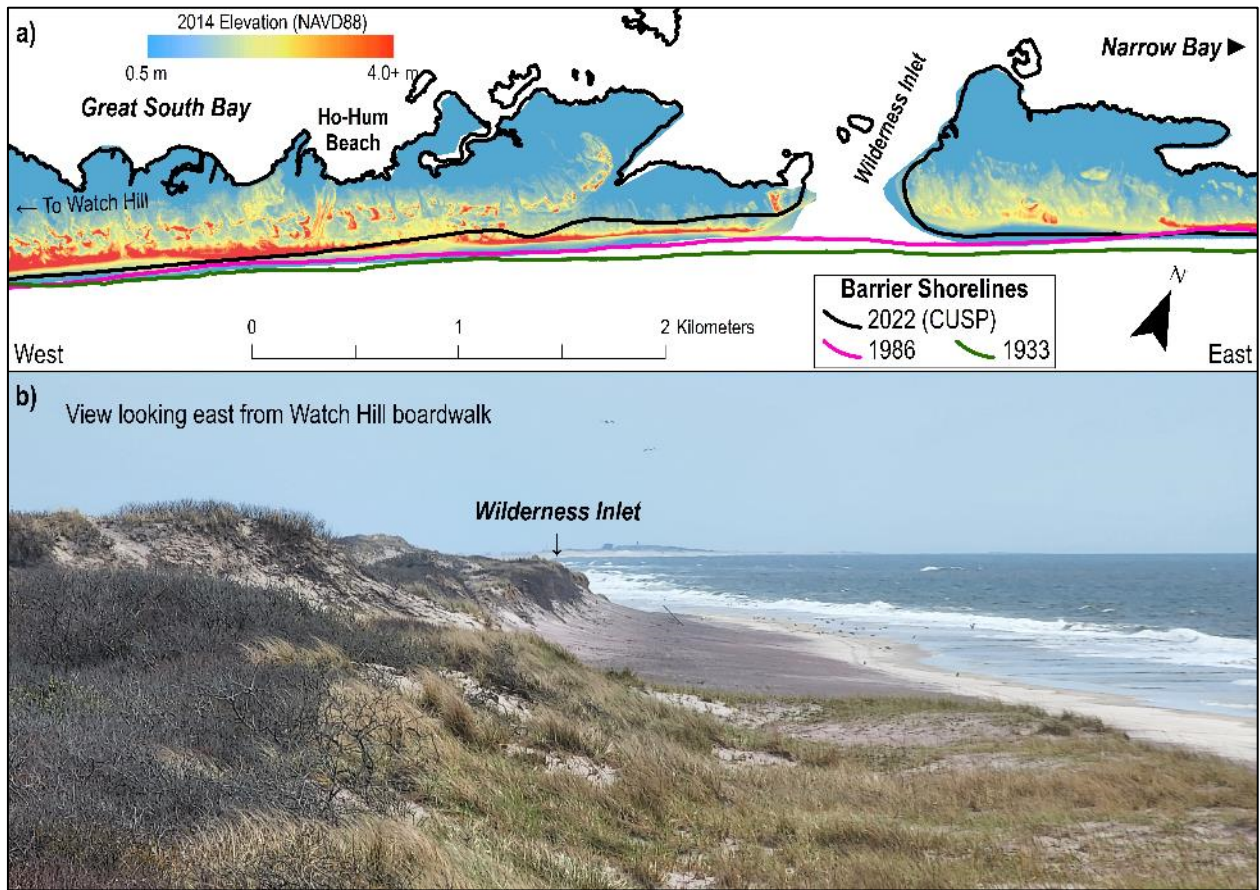 a)
2014 Elevation (NAVD88)
0.5 m
4.0+ m
Great South Bay
Ho-Hum
Beach
Wilderness Inlet
Narrow Bay ►
← To Watch Hill
N
0 1 2 Kilometers
Barrier Shorelines
2022 (CUSP)
1986 1933
West
East
b)
View looking east from Watch Hill boardwalk
Wilderness Inlet